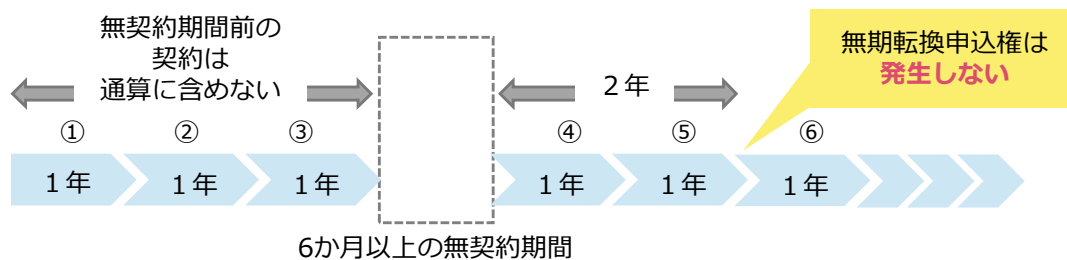 無契約期間前の
契約は
通算に含めない
2年
無期転換申込権は
発生しない
① ② ③ ④ ⑤ ⑥
1年 1年 1年 1年 1年 1年
6か月以上の無契約期間